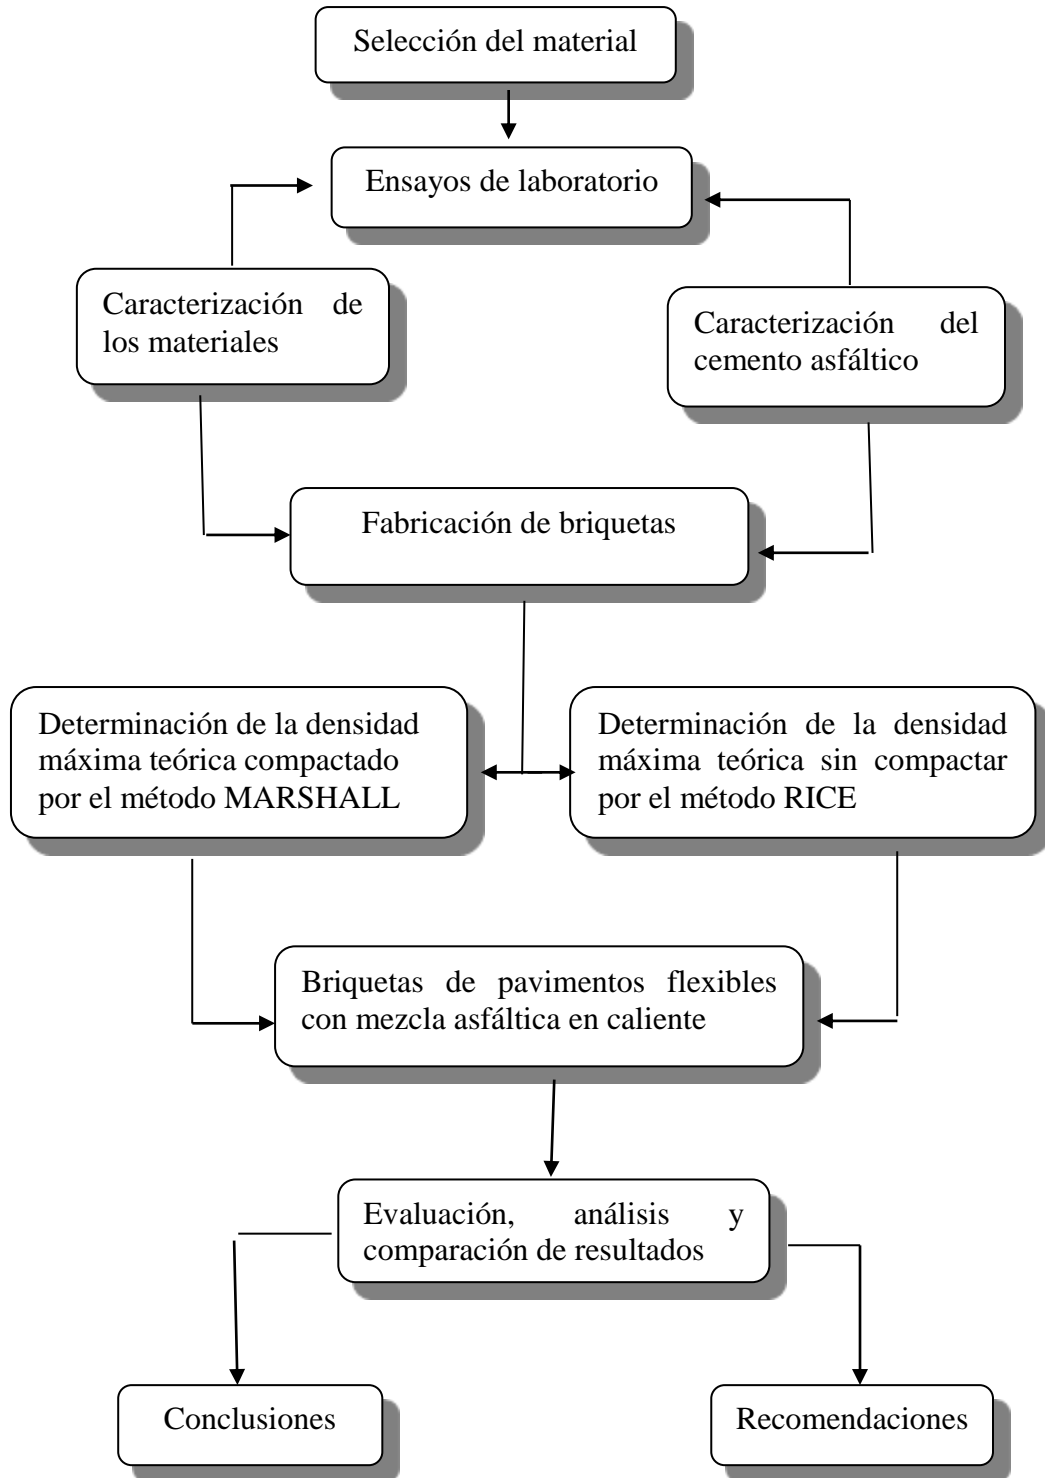 Selección del material
Ensayos de laboratorio
Caracterización de
los materiales
Caracterización del
cemento asfáltico
Fabricación de briquetas
Determinación de la densidad
máxima teórica compactado
por el método MARSHALL
Determinación de la densidad
máxima teórica sin compactar
por el método RICE
Briquetas de pavimentos flexibles
con mezcla asfáltica en caliente
Evaluación, análisis y
comparación de resultados
Conclusiones
Recomendaciones